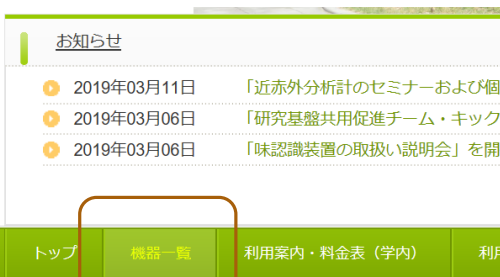 お知らせ
2019年03月11日 「近赤外分析計のセミナーおよび個
2019年03月06日 「研究基盤共用促進チーム・キック
2019年03月06日 「味認識装置の取扱い説明会」を開
トップ 機器一覧 利用案内・料金表（学内） 利用